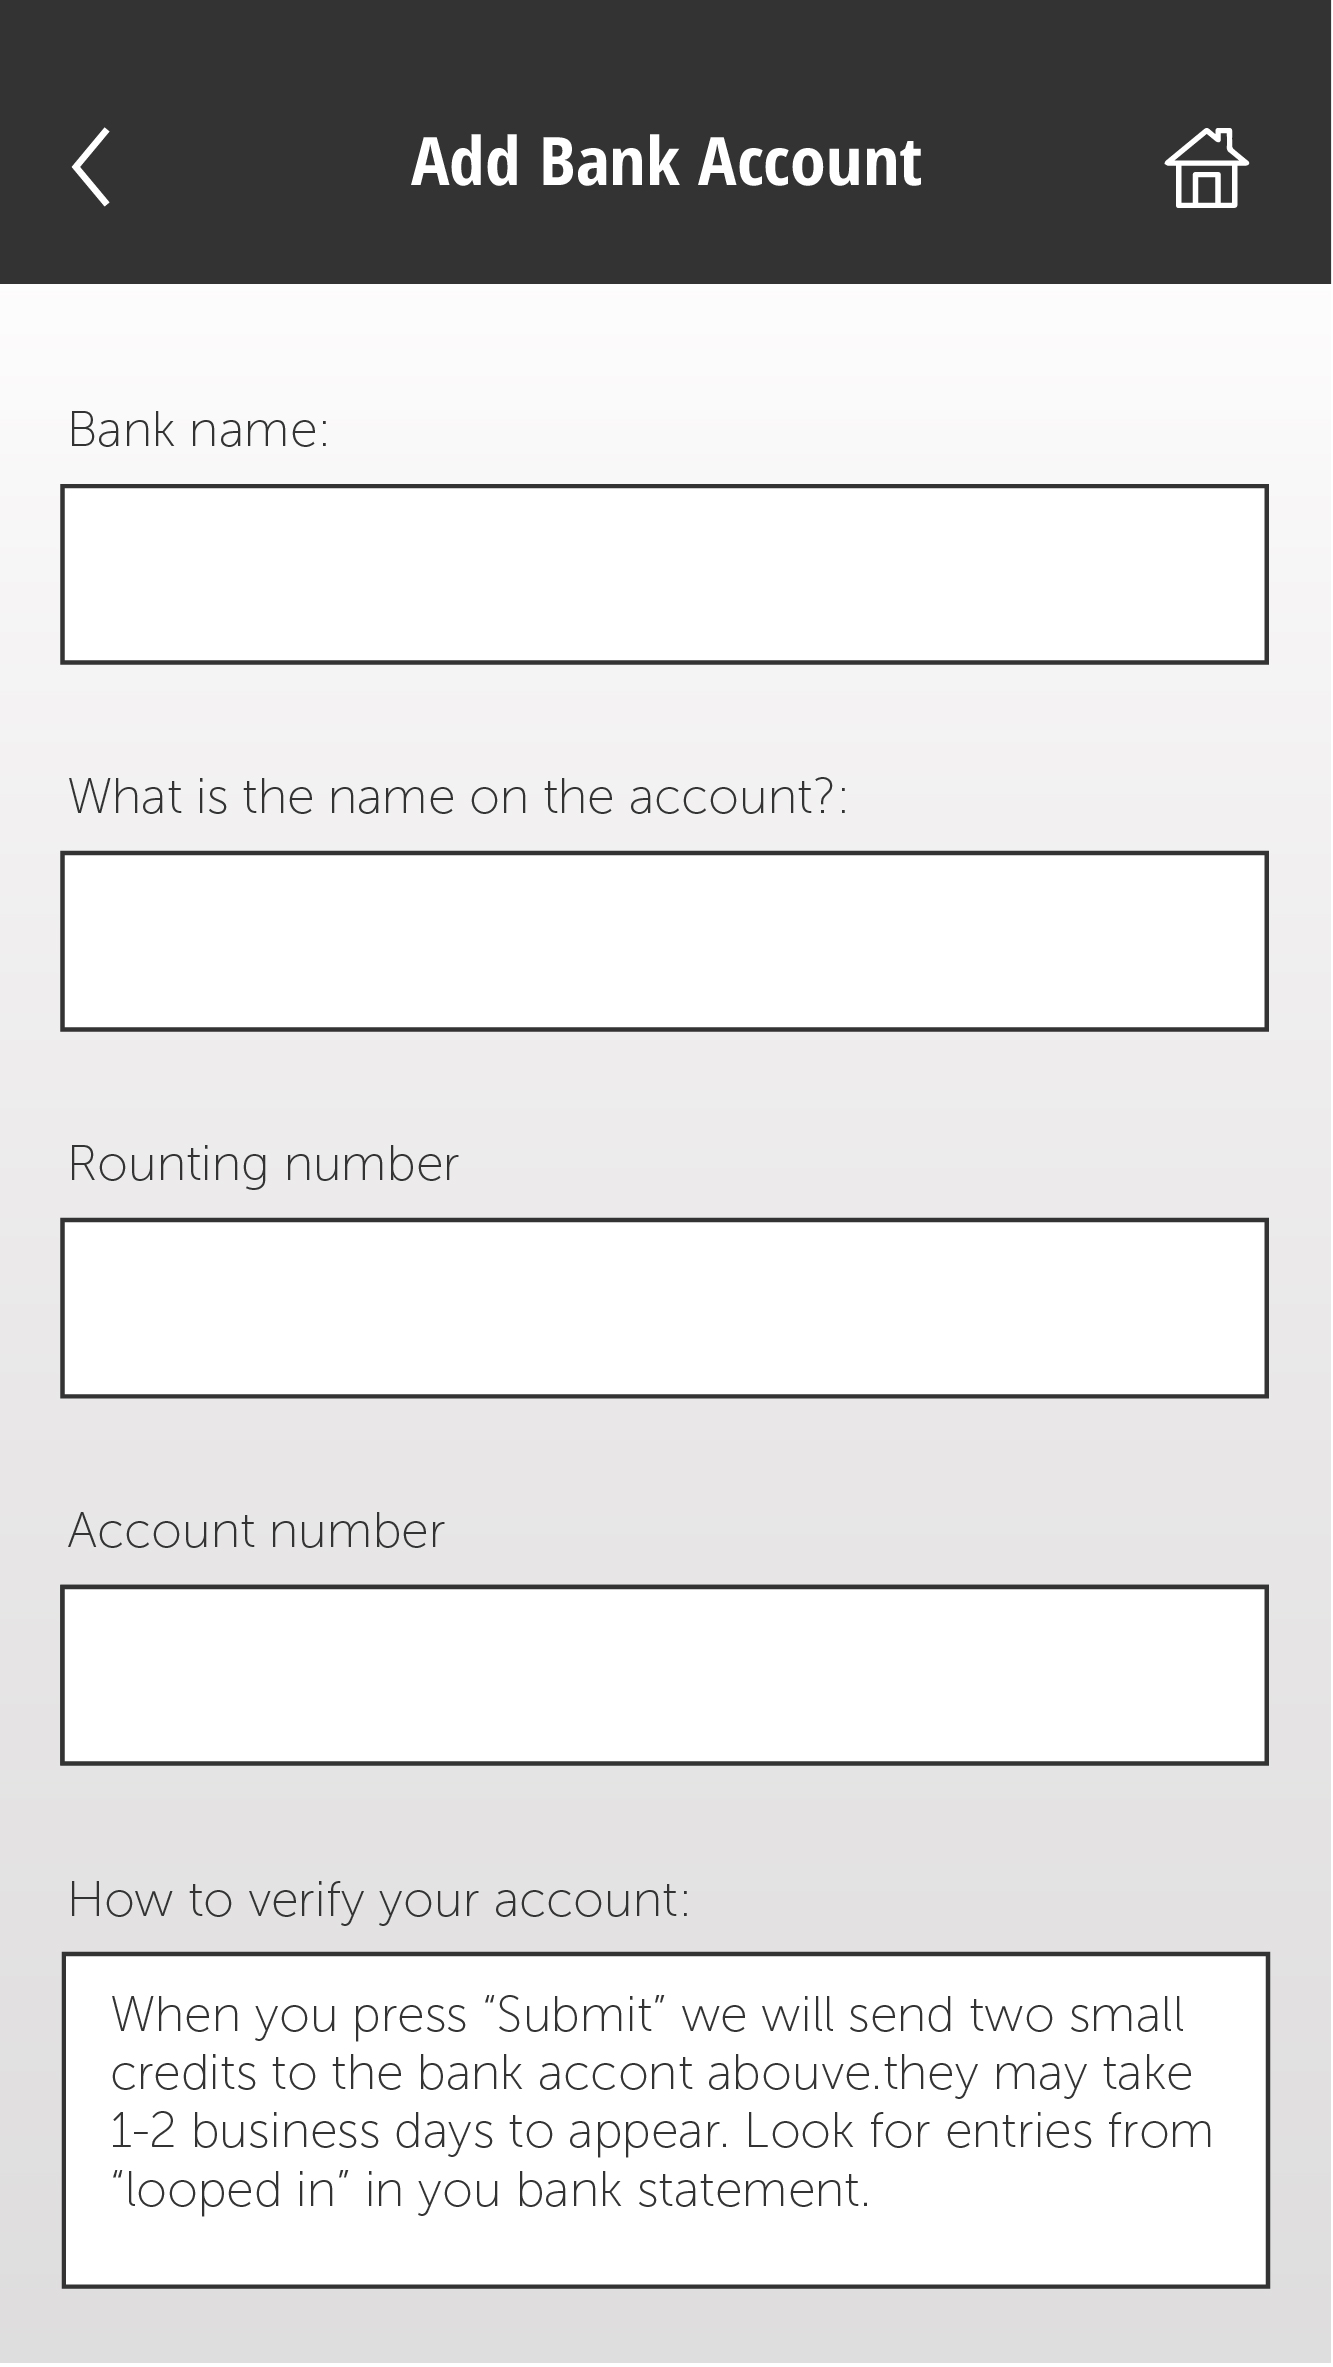 Add Bank Account
Bank name:
What is the name on the account?:
Rounting number
Account number
How to verify your account:
When you press “Submit” we will send two small
credits to the bank accont abouve.they may take
1-2 business days to appear. Look for entries from
“looped in” in you bank statement.